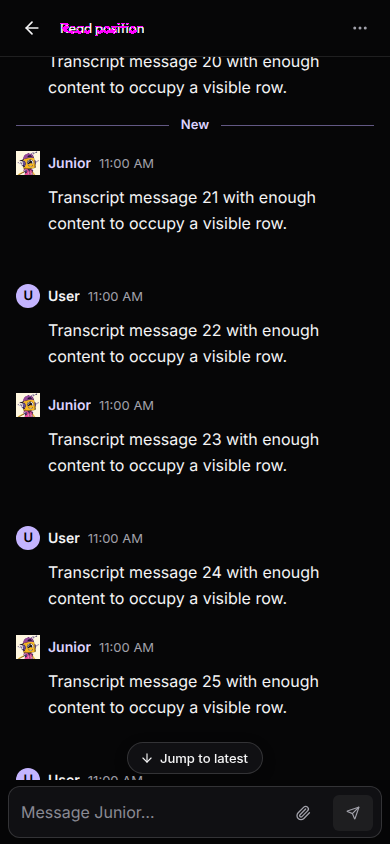 Read position
Transcript message 20 with enough
content to occupy a visible row.
New
Junior 11:00 AM
Transcript message 21 with enough
content to occupy a visible row.
U User 11:00 AM
Transcript message 22 with enough
content to occupy a visible row.
Junior 11:00 AM
Transcript message 23 with enough
content to occupy a visible row.
U User 11:00 AM
Transcript message 24 with enough
content to occupy a visible row.
Junior 11:00 AM
Transcript message 25 with enough
content to occupy a visible row.
Jump to latest
U User 11:00 AM
Message Junior...